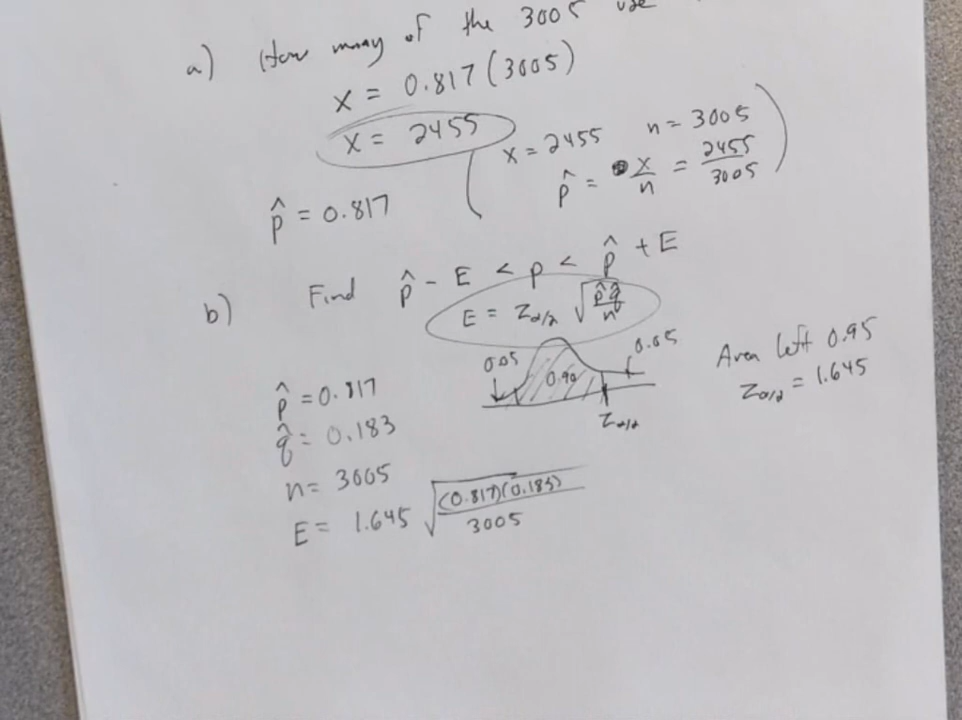 a) How many of the 3005 use
x = 0.817 (3005)
x = 2455
( x = 2455 n = 3005
p̂ = x/n = 2455/3005 )
p̂ = 0.817
b) Find p̂ - E < p < p̂ + E
E = Zα/2 √(p̂q̂/n)
0.05 0.90 0.05
Zα/2
Area left 0.95
Zα/2 = 1.645
p̂ = 0.817
q̂ = 0.183
n = 3005
E = 1.645 √((0.817)(0.183)/3005)